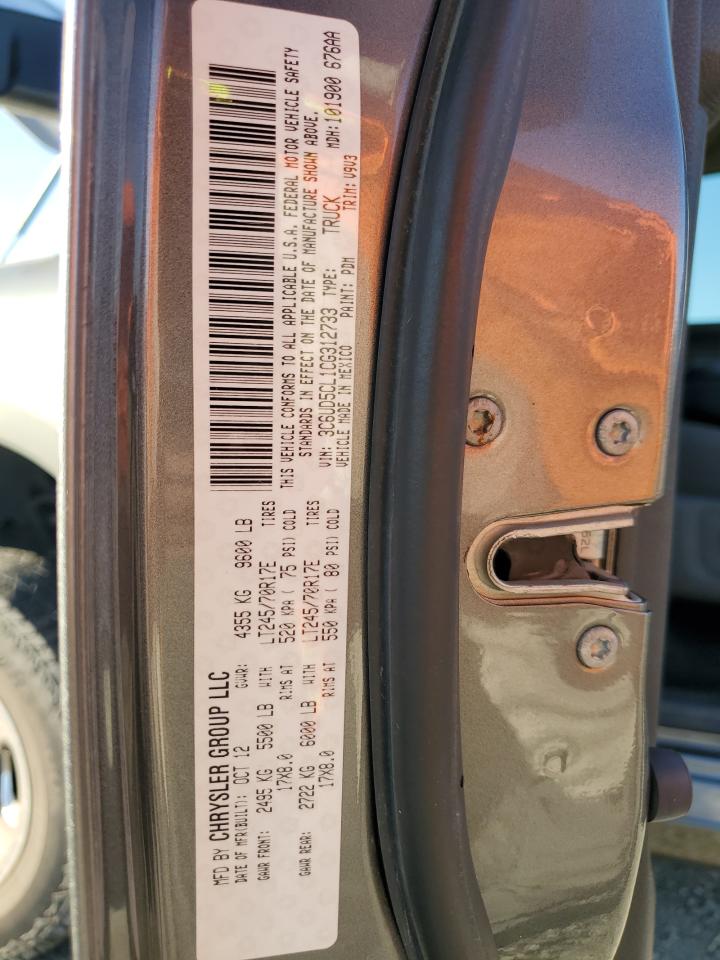 MFD BY CHRYSLER GROUP LLC
DATE OF MFR(BUILT): OCT 12 GVWR: 4355 KG 9600 LB
GAWR FRONT: 2495 KG 5500 LB WITH LT245/70R17E TIRES
17X8.0 RIMS AT 520 KPA ( 75 PSI) COLD
GAWR REAR: 2722 KG 6000 LB WITH LT245/70R17E TIRES
17X8.0 RIMS AT 550 KPA ( 80 PSI) COLD
THIS VEHICLE CONFORMS TO ALL APPLICABLE U.S.A. FEDERAL MOTOR VEHICLE SAFETY
STANDARDS IN EFFECT ON THE DATE OF MANUFACTURE SHOWN ABOVE.
VIN: 3C6UD5CL1CG312733 TYPE: TRUCK MDH: 101900 676AA
VEHICLE MADE IN MEXICO PAINT: PDM TRIM: V9V3